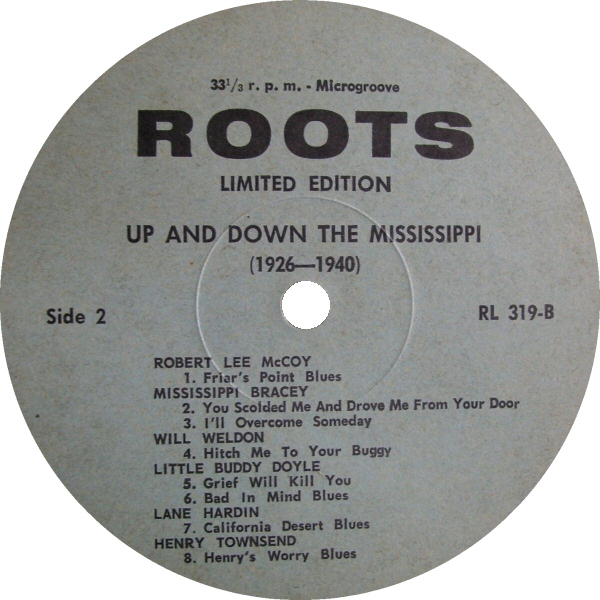 33 1/3 r. p. m. - Microgroove
ROOTS
LIMITED EDITION
UP AND DOWN THE MISSISSIPPI
(1926—1940)
Side 2
RL 319-B
ROBERT LEE McCOY
1. Friar's Point Blues
MISSISSIPPI BRACEY
2. You Scolded Me And Drove Me From Your Door
3. I'll Overcome Someday
WILL WELDON
4. Hitch Me To Your Buggy
LITTLE BUDDY DOYLE
5. Grief Will Kill You
6. Bad In Mind Blues
LANE HARDIN
7. California Desert Blues
HENRY TOWNSEND
8. Henry's Worry Blues